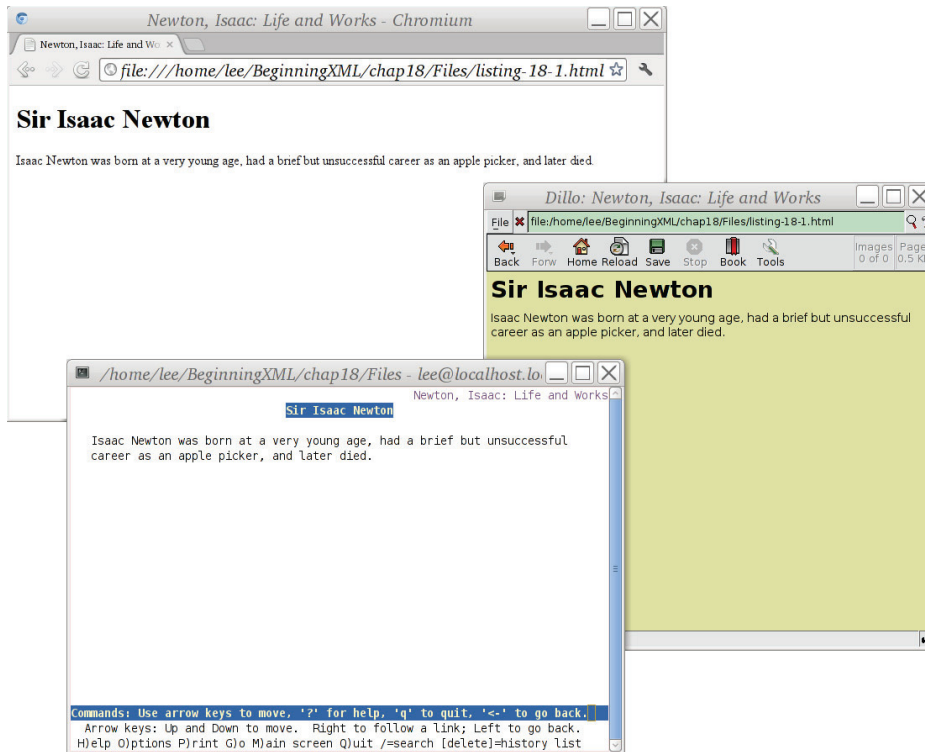 Newton, Isaac: Life and Works - Chromium
Newton, Isaac: Life and Wo
file:///home/lee/BeginningXML/chap18/Files/listing-18-1.html
Sir Isaac Newton
Isaac Newton was born at a very young age, had a brief but unsuccessful career as an apple picker, and later died.
Dillo: Newton, Isaac: Life and Works
File file:/home/lee/BeginningXML/chap18/Files/listing-18-1.html
Back Forw Home Reload Save Stop Book Tools
Images Page
0 of 0 0.5 K
Sir Isaac Newton
Isaac Newton was born at a very young age, had a brief but unsuccessful
career as an apple picker, and later died.
/home/lee/BeginningXML/chap18/Files - lee@localhost.lo
Newton, Isaac: Life and Works
Sir Isaac Newton
Isaac Newton was born at a very young age, had a brief but unsuccessful
career as an apple picker, and later died.
Commands: Use arrow keys to move, '?' for help, 'q' to quit, '<-' to go back.
Arrow keys: Up and Down to move. Right to follow a link; Left to go back.
H)elp O)ptions P)rint G)o M)ain screen Q)uit /=search [delete]=history list